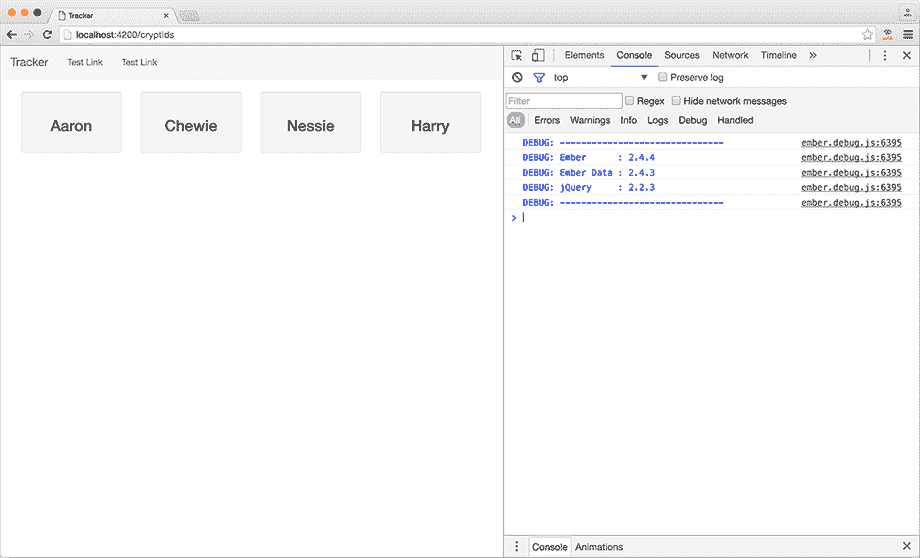 Tracker
localhost:4200/cryptids
Tracker Test Link Test Link
Aaron Chewie Nessie Harry
Elements Console Sources Network Timeline »
top Preserve log
Filter Regex Hide network messages
All Errors Warnings Info Logs Debug Handled
DEBUG: ------------------------------- ember.debug.js:6395
DEBUG: Ember : 2.4.4 ember.debug.js:6395
DEBUG: Ember Data : 2.4.3 ember.debug.js:6395
DEBUG: jQuery : 2.2.3 ember.debug.js:6395
DEBUG: ------------------------------- ember.debug.js:6395
>
Console Animations